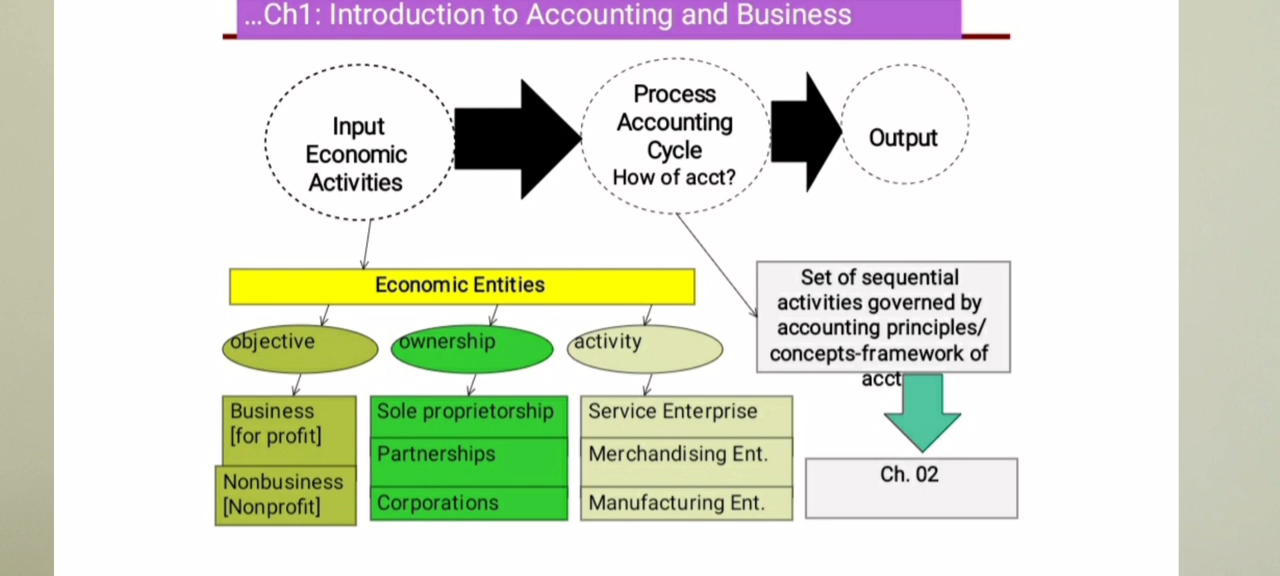 ...Ch1: Introduction to Accounting and Business
Input
Economic
Activities
Process
Accounting
Cycle
How of acct?
Output
Economic Entities
objective
ownership
activity
Set of sequential
activities governed by
accounting principles/
concepts-framework of
acct
Business
[for profit]
Nonbusiness
[Nonprofit]
Sole proprietorship
Partnerships
Corporations
Service Enterprise
Merchandising Ent.
Manufacturing Ent.
Ch. 02